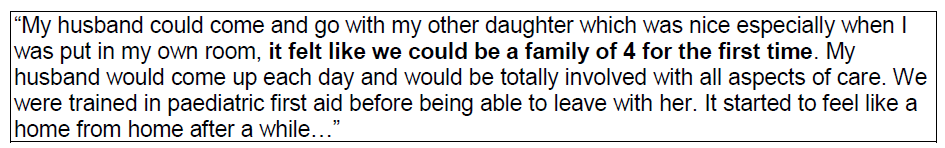 “My husband could come and go with my other daughter which was nice especially when I
was put in my own room, it felt like we could be a family of 4 for the first time. My
husband would come up each day and would be totally involved with all aspects of care. We
were trained in paediatric first aid before being able to leave with her. It started to feel like a
home from home after a while…”